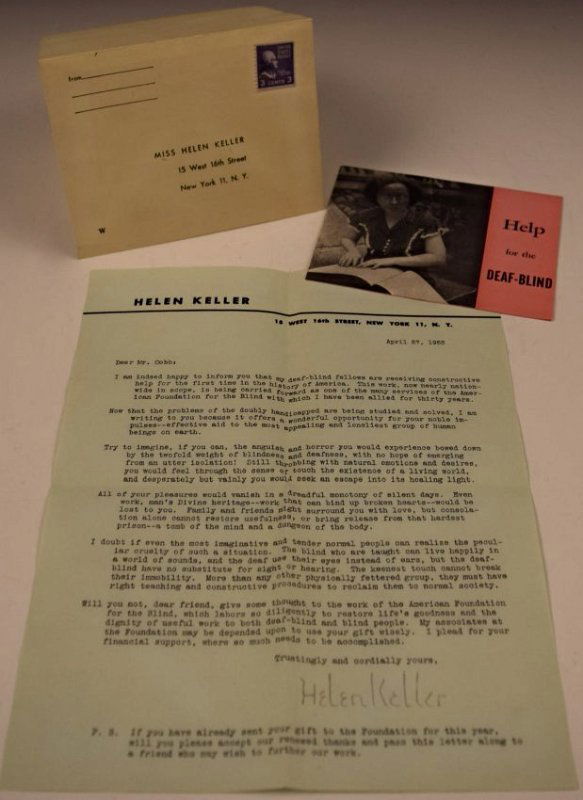 from
3 CENTS 3
MISS HELEN KELLER
15 West 16th Street
New York 11, N. Y.
W
Help
for the
DEAF-BLIND
HELEN KELLER
15 WEST 16th STREET, NEW YORK 11, N. Y.
April 27, 1955
Dear Mr. Cobb:
I am indeed happy to inform you that my deaf-blind fellows are receiving constructive
help for the first time in the history of America. This work, now nearly nation-
wide in scope, is being carried forward as one of the many services of the Amer-
ican Foundation for the Blind with which I have been allied for thirty years.
Now that the problems of the doubly handicapped are being studied and solved, I am
writing to you because it offers a wonderful opportunity for your noble im-
pulses--effective aid to the most appealing and loneliest group of human
beings on earth.
Try to imagine, if you can, the anguish and horror you would experience bowed down
by the twofold weight of blindness and deafness, with no hope of emerging
from an utter isolation! Still throbbing with natural emotions and desires,
you would feel through the sense of touch the existence of a living world,
and desperately but vainly you would seek an escape into its healing light.
All of your pleasures would vanish in a dreadful monotony of silent days. Even
work, man's Divine heritage--work that can bind up broken hearts--would be
lost to you. Family and friends might surround you with love, but consola-
tion alone cannot restore usefulness, or bring release from that hardest
prison--a tomb of the mind and a dungeon of the body.
I doubt if even the most imaginative and tender normal people can realize the pecul-
iar cruelty of such a situation. The blind who are taught can live happily in
a world of sounds, and the deaf use their eyes instead of ears, but the deaf-
blind have no substitute for sight or hearing. The keenest touch cannot break
their immobility. More than any other physically fettered group, they must have
right teaching and constructive procedures to reclaim them to normal society.
Will you not, dear friend, give some thought to the work of the American Foundation
for the Blind, which labors so diligently to restore life's goodness and the
dignity of useful work to both deaf-blind and blind people. My associates at
the Foundation may be depended upon to use your gift wisely. I plead for your
financial support, where so much needs to be accomplished.
Trustingly and cordially yours,
Helen Keller
P. S. If you have already sent your gift to the Foundation for this year,
will you please accept our renewed thanks and pass this letter along to
a friend who may wish to further our work.